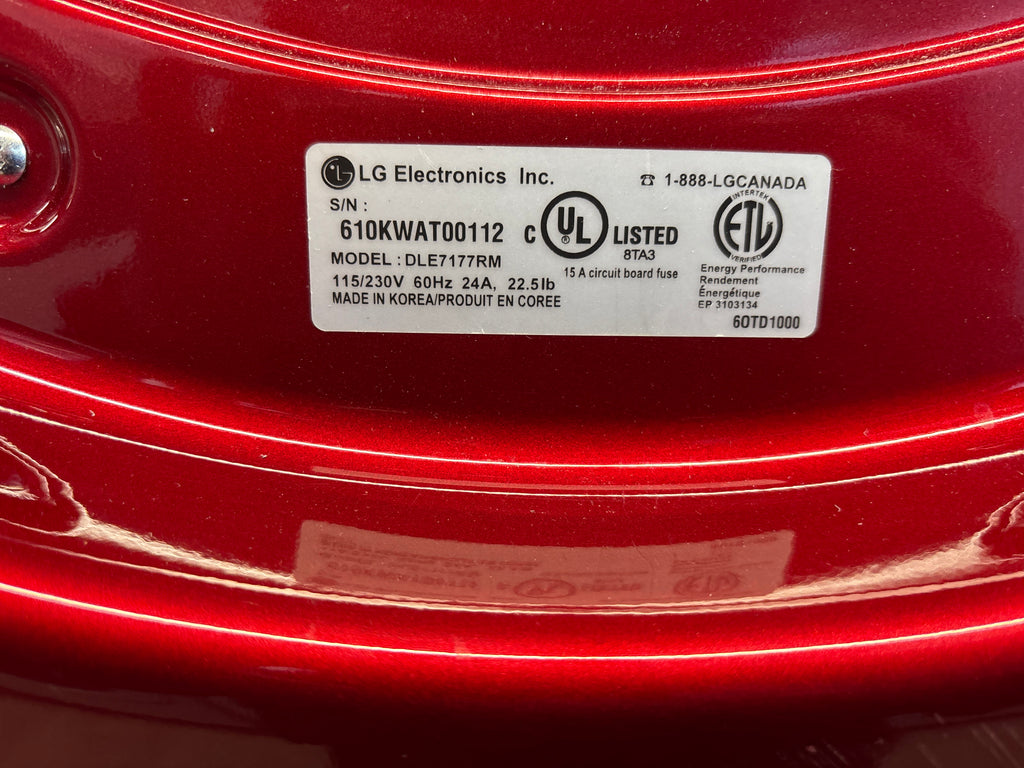 LG Electronics Inc.
☎ 1-888-LGCANADA
S/N :
610KWAT00112
MODEL : DLE7177RM
115/230V 60Hz 24A, 22.5lb
MADE IN KOREA/PRODUIT EN COREE
C UL ® LISTED
8TA3
15 A circuit board fuse
INTERTEK
ETL
VERIFIED
Energy Performance
Rendement
Énergétique
EP 3103134
6OTD1000